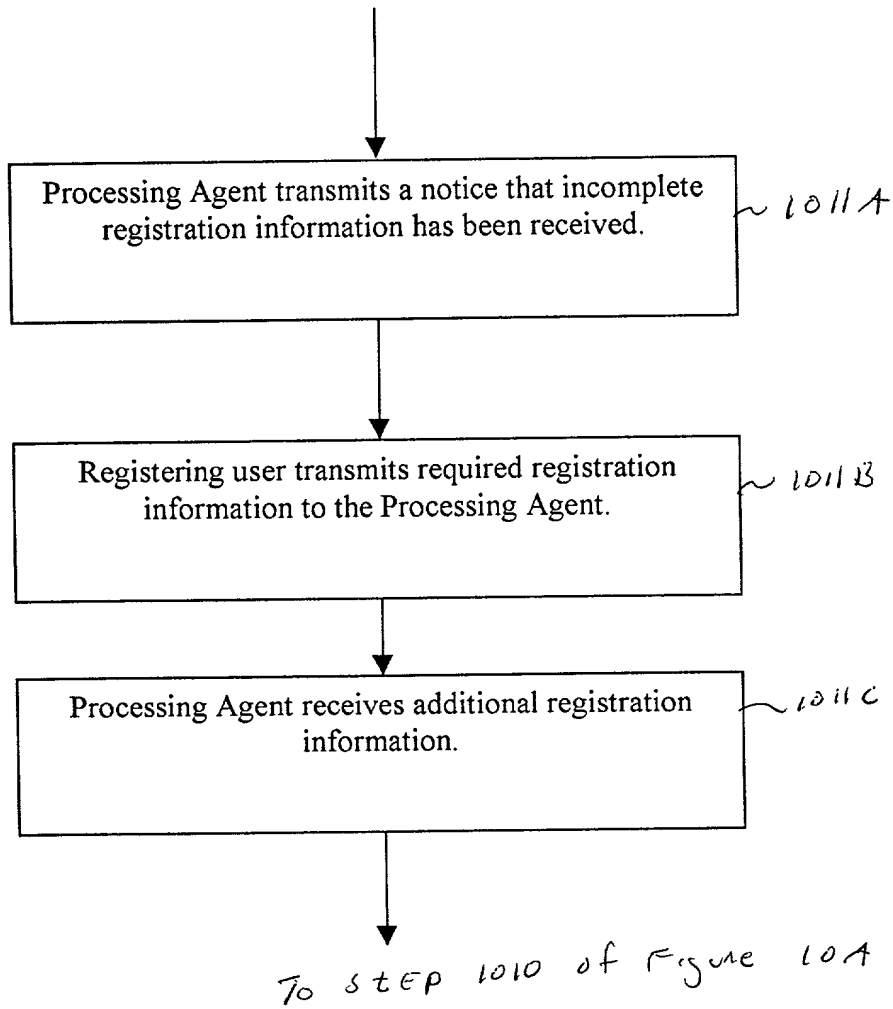 Processing Agent transmits a notice that incomplete
registration information has been received.
1011A
Registering user transmits required registration
information to the Processing Agent.
1011B
Processing Agent receives additional registration
information.
1011C
To STEP 1010 of Figure 10A